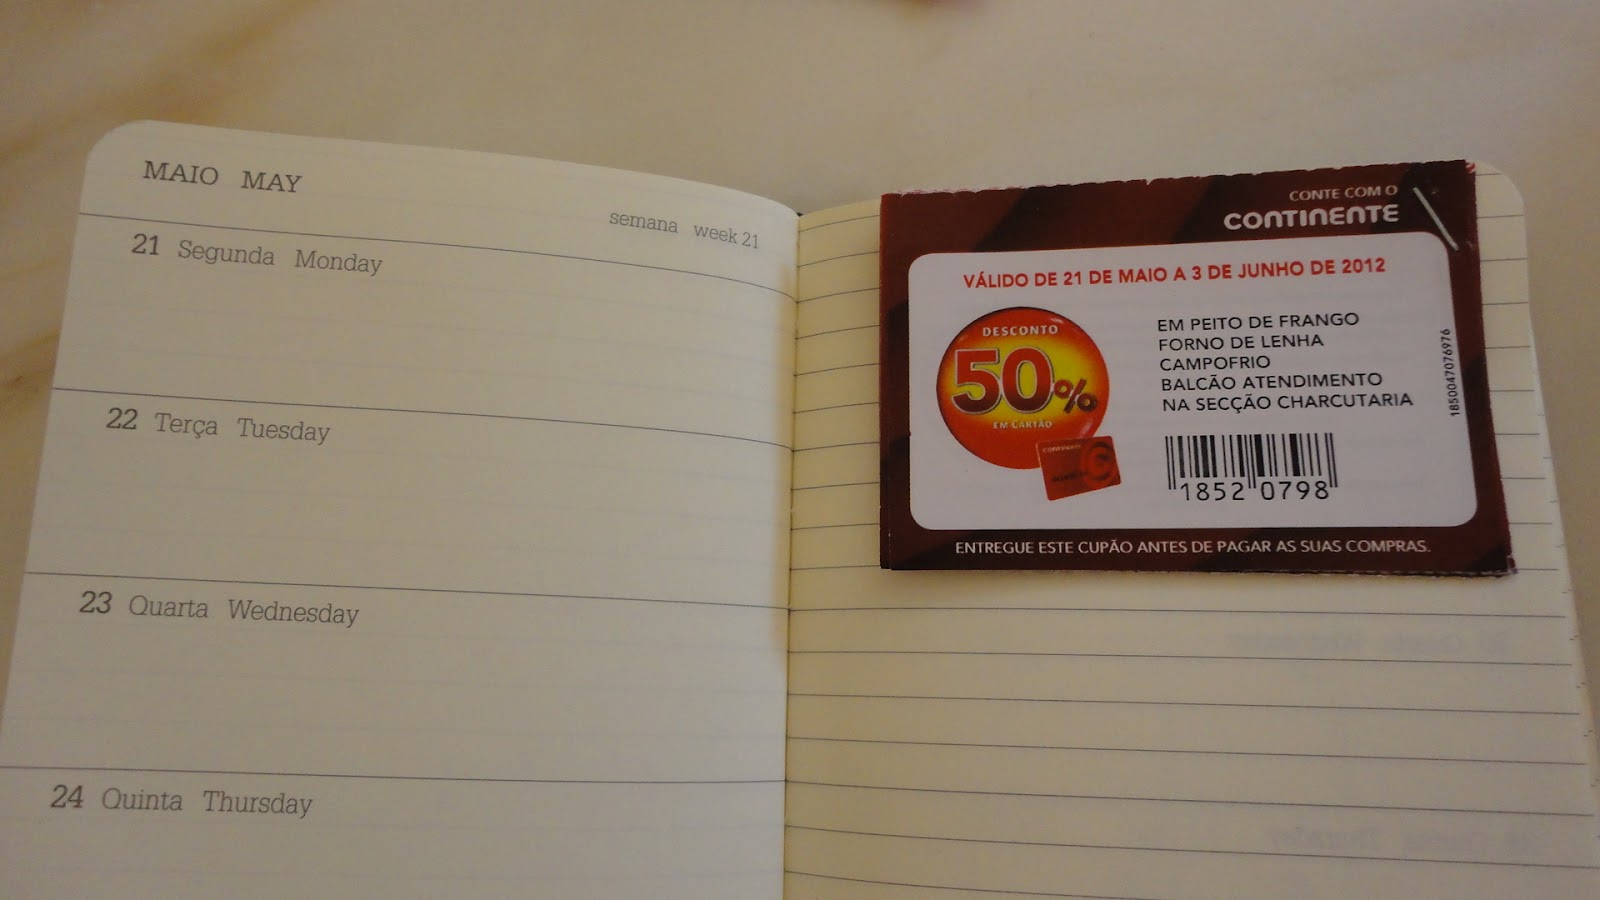 MAIO MAY
semana week 21
21 Segunda Monday
22 Terça Tuesday
23 Quarta Wednesday
24 Quinta Thursday
CONTE COM O
CONTINENTE
VÁLIDO DE 21 DE MAIO A 3 DE JUNHO DE 2012
DESCONTO
50%
EM CARTÃO
CONTINENTE
EM PEITO DE FRANGO
FORNO DE LENHA
CAMPOFRIO
BALCÃO ATENDIMENTO
NA SECÇÃO CHARCUTARIA
1850047076976
1852 0798
ENTREGUE ESTE CUPÃO ANTES DE PAGAR AS SUAS COMPRAS.